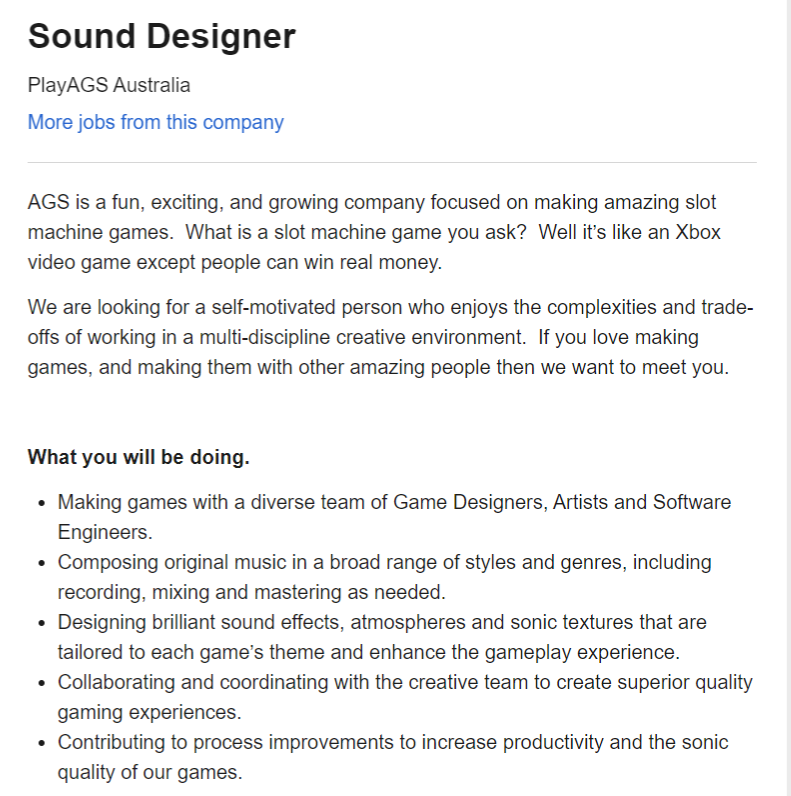 Sound Designer
PlayAGS Australia
More jobs from this company
AGS is a fun, exciting, and growing company focused on making amazing slot
machine games.  What is a slot machine game you ask?  Well it’s like an Xbox
video game except people can win real money.
We are looking for a self-motivated person who enjoys the complexities and trade-
offs of working in a multi-discipline creative environment.  If you love making
games, and making them with other amazing people then we want to meet you.
What you will be doing.
• Making games with a diverse team of Game Designers, Artists and Software
Engineers.
• Composing original music in a broad range of styles and genres, including
recording, mixing and mastering as needed.
• Designing brilliant sound effects, atmospheres and sonic textures that are
tailored to each game’s theme and enhance the gameplay experience.
• Collaborating and coordinating with the creative team to create superior quality
gaming experiences.
• Contributing to process improvements to increase productivity and the sonic
quality of our games.